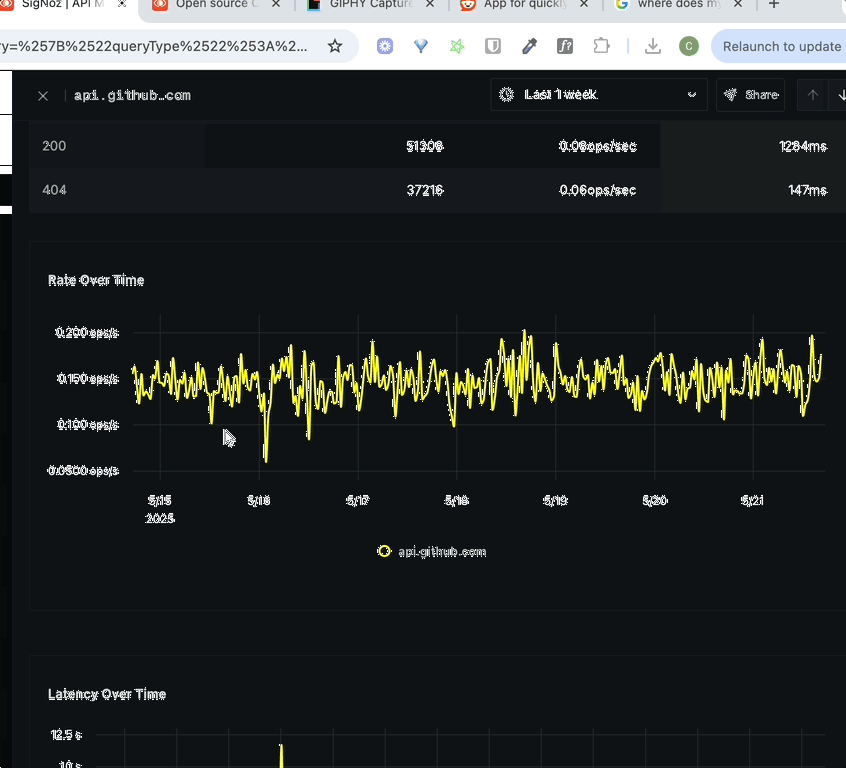 SigNoz | API M
Open source C
GIPHY Capture
App for quickly
where does my
ry=%257B%2522queryType%2522%253A%2...
f?
C
Relaunch to update
api.github.com
Last 1 week
Share
200 51306 0.08ops/sec 1284ms
404 37216 0.06ops/sec 147ms
Rate Over Time
0.200 ops/s
0.150 ops/s
0.100 ops/s
0.0500 ops/s
5/15 5/16 5/17 5/18 5/19 5/20 5/21
2025
api.github.com
Latency Over Time
12.5 s
10 s